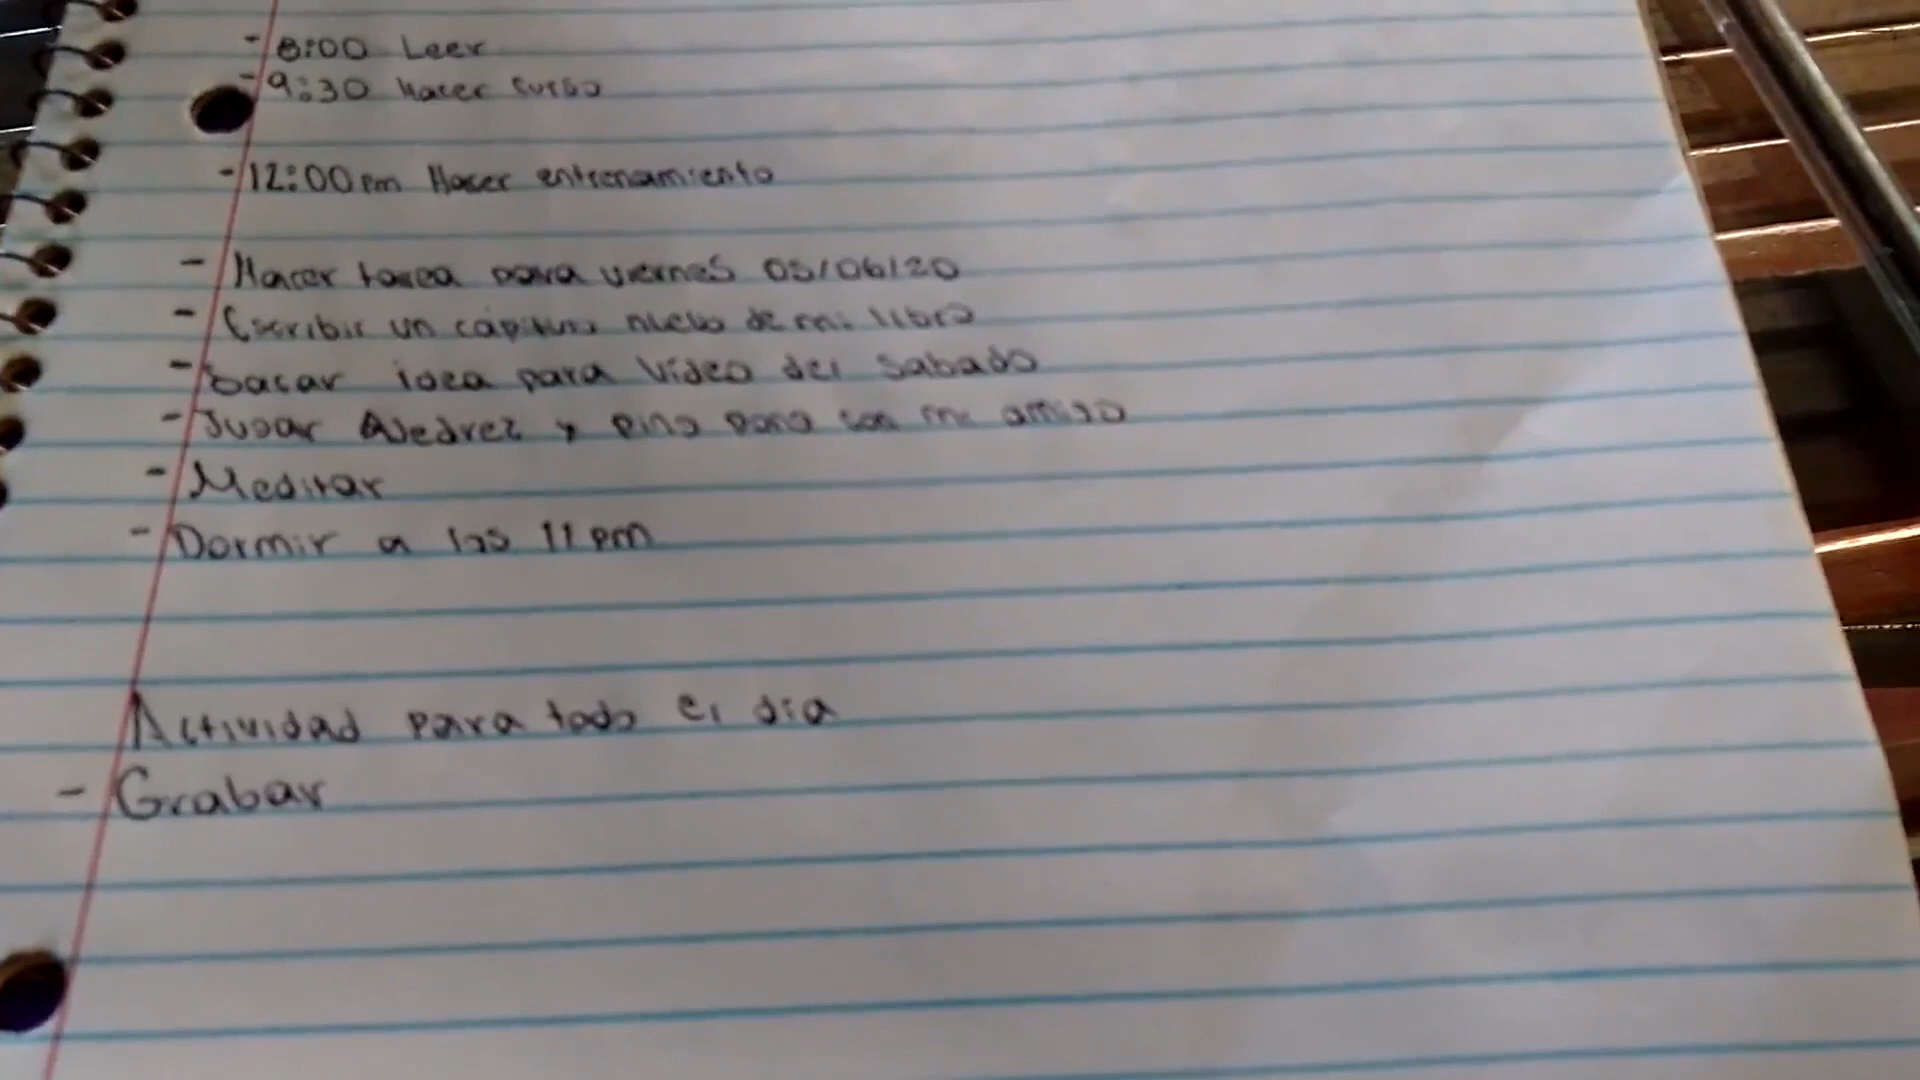 - 8:00 Leer
- 9:30 Hacer curso
- 12:00 pm Hacer entrenamiento
- Hacer tarea para viernes 05/06/20
- Escribir un capitulo nuevo de mi libro
- Sacar idea para video del sabado
- Jugar Ajedrez y ping pong con mi amigo
- Meditar
- Dormir a las 11 pm
Actividad para todo el dia
- Grabar